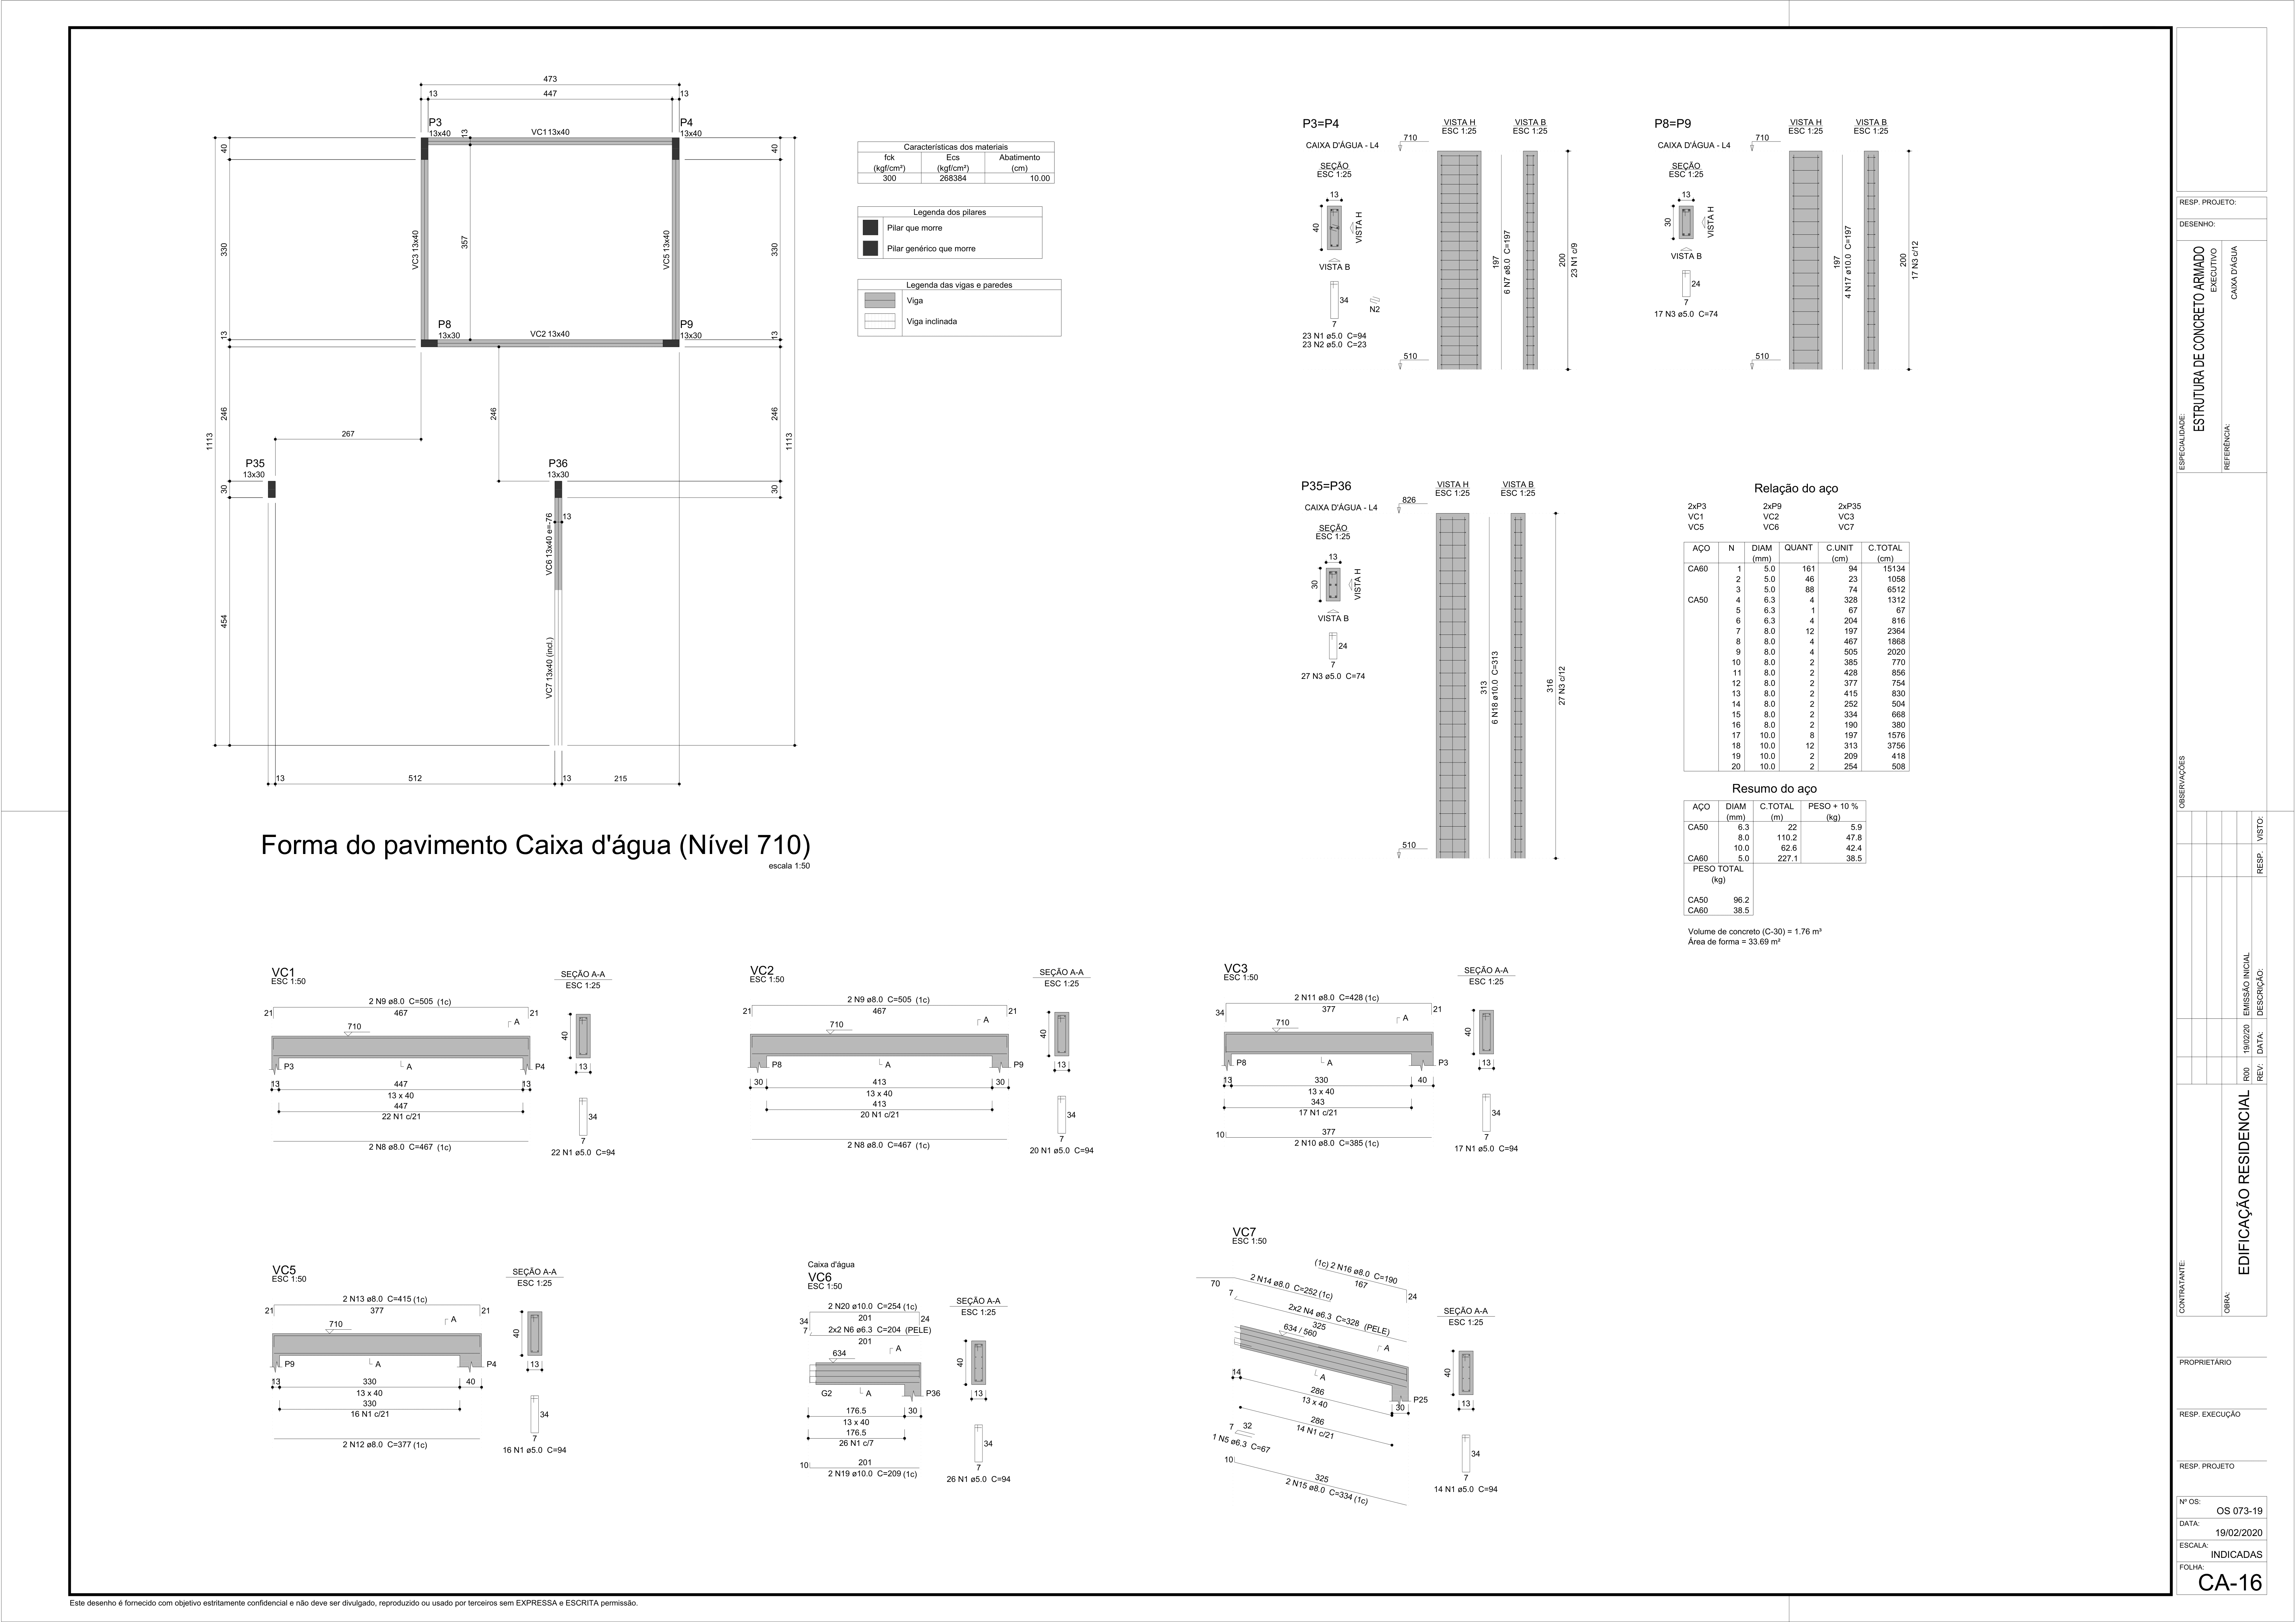 473
13
447
13
P3
13x40
13
VC1 13x40
P4
13x40
40
40
330
VC3 13x40
357
VC5 13x40
330
13
P8
13x30
VC2 13x40
P9
13x30
13
246
246
246
1113
1113
267
P35
13x30
P36
13x30
30
30
13
VC6 13x40 e=-76
454
VC7 13x40 (incl.)
13
512
13
215
Forma do pavimento Caixa d'água (Nível 710)
escala 1:50
Características dos materiais
fck Ecs Abatimento
(kgf/cm²) (kgf/cm²) (cm)
300 268384 10.00
Legenda dos pilares
Pilar que morre
Pilar genérico que morre
Legenda das vigas e paredes
Viga
Viga inclinada
P3=P4
CAIXA D'ÁGUA - L4
SEÇÃO
ESC 1:25
13
40
VISTA H
VISTA B
34
7
N2
23 N1 ø5.0 C=94
23 N2 ø5.0 C=23
VISTA H
ESC 1:25
VISTA B
ESC 1:25
710
510
197
6 N7 ø8.0 C=197
200
23 N1 c/9
P8=P9
CAIXA D'ÁGUA - L4
SEÇÃO
ESC 1:25
13
30
VISTA H
VISTA B
24
7
17 N3 ø5.0 C=74
VISTA H
ESC 1:25
VISTA B
ESC 1:25
710
510
197
4 N17 ø10.0 C=197
200
17 N3 c/12
P35=P36
CAIXA D'ÁGUA - L4
SEÇÃO
ESC 1:25
13
30
VISTA H
VISTA B
24
7
27 N3 ø5.0 C=74
VISTA H
ESC 1:25
VISTA B
ESC 1:25
826
510
313
6 N18 ø10.0 C=313
316
27 N3 c/12
Relação do aço
2xP3 2xP9 2xP35
VC1 VC2 VC3
VC5 VC6 VC7
AÇO N DIAM QUANT C.UNIT C.TOTAL
(mm) (cm) (cm)
CA60 1 5.0 161 94 15134
2 5.0 46 23 1058
3 5.0 88 74 6512
CA50 4 6.3 4 328 1312
5 6.3 1 67 67
6 6.3 4 204 816
7 8.0 12 197 2364
8 8.0 4 467 1868
9 8.0 4 505 2020
10 8.0 2 385 770
11 8.0 2 428 856
12 8.0 2 377 754
13 8.0 2 415 830
14 8.0 2 252 504
15 8.0 2 334 668
16 8.0 2 190 380
17 10.0 8 197 1576
18 10.0 12 313 3756
19 10.0 2 209 418
20 10.0 2 254 508
Resumo do aço
AÇO DIAM C.TOTAL PESO + 10 %
(mm) (m) (kg)
CA50 6.3 22 5.9
8.0 110.2 47.8
10.0 62.6 42.4
CA60 5.0 227.1 38.5
PESO TOTAL
(kg)
CA50 96.2
CA60 38.5
Volume de concreto (C-30) = 1.76 m³
Área de forma = 33.69 m²
VC1
ESC 1:50
2 N9 ø8.0 C=505 (1c)
21 467 21
710
A
P3 A P4
13 447 13
13 x 40
447
22 N1 c/21
2 N8 ø8.0 C=467 (1c)
SEÇÃO A-A
ESC 1:25
40
13
34
7
22 N1 ø5.0 C=94
VC2
ESC 1:50
2 N9 ø8.0 C=505 (1c)
21 467 21
710
A
P8 A P9
30 413 30
13 x 40
413
20 N1 c/21
2 N8 ø8.0 C=467 (1c)
SEÇÃO A-A
ESC 1:25
40
13
34
7
20 N1 ø5.0 C=94
VC3
ESC 1:50
2 N11 ø8.0 C=428 (1c)
34 377 21
710
A
P8 A P3
13 330 40
13 x 40
343
17 N1 c/21
10 377
2 N10 ø8.0 C=385 (1c)
SEÇÃO A-A
ESC 1:25
40
13
34
7
17 N1 ø5.0 C=94
VC5
ESC 1:50
2 N13 ø8.0 C=415 (1c)
21 377 21
710
A
P9 A P4
13 330 40
13 x 40
330
16 N1 c/21
2 N12 ø8.0 C=377 (1c)
SEÇÃO A-A
ESC 1:25
40
13
34
7
16 N1 ø5.0 C=94
Caixa d'água
VC6
ESC 1:50
2 N20 ø10.0 C=254 (1c)
34 201 24
7 2x2 N6 ø6.3 C=204 (PELE)
201
634
A
G2 A P36
176.5 30
13 x 40
176.5
26 N1 c/7
10 201
2 N19 ø10.0 C=209 (1c)
SEÇÃO A-A
ESC 1:25
40
13
34
7
26 N1 ø5.0 C=94
VC7
ESC 1:50
(1c) 2 N16 ø8.0 C=190
167
24
70
2 N14 ø8.0 C=252 (1c)
7
2x2 N4 ø6.3 C=328 (PELE)
325
634 / 560
A
A
14
286
13 x 40
30
P25
286
14 N1 c/21
7 32
1 N5 ø6.3 C=67
10
325
2 N15 ø8.0 C=334 (1c)
SEÇÃO A-A
ESC 1:25
40
13
34
7
14 N1 ø5.0 C=94
RESP. PROJETO:
DESENHO:
ESPECIALIDADE:
ESTRUTURA DE CONCRETO ARMADO
EXECUTIVO
REFERÊNCIA:
CAIXA D'ÁGUA
OBSERVAÇÕES
R00 19/02/20 EMISSÃO INICIAL
REV: DATA: DESCRIÇÃO: RESP. VISTO:
CONTRATANTE:
OBRA:
EDIFICAÇÃO RESIDENCIAL
PROPRIETÁRIO
RESP. EXECUÇÃO
RESP. PROJETO
Nº OS:
OS 073-19
DATA:
19/02/2020
ESCALA:
INDICADAS
FOLHA:
CA-16
Este desenho é fornecido com objetivo estritamente confidencial e não deve ser divulgado, reproduzido ou usado por terceiros sem EXPRESSA e ESCRITA permissão.